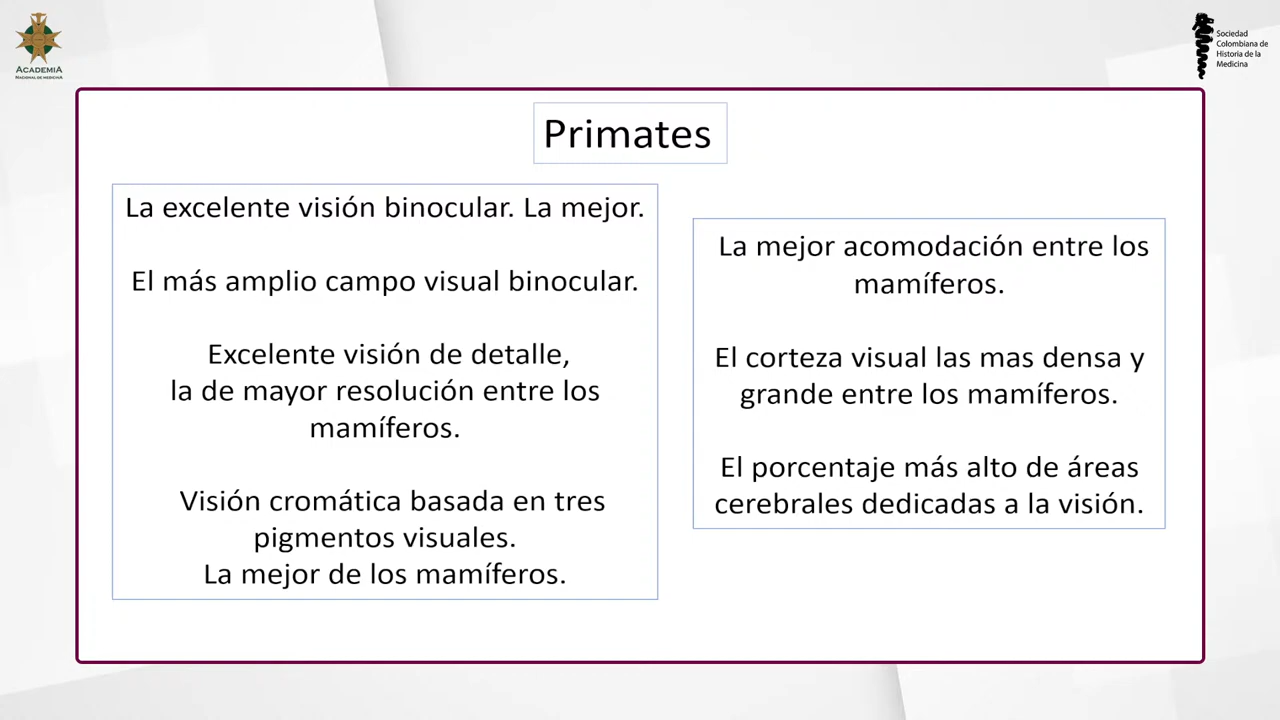 ACADEMIA
NACIONAL DE MEDICINA
Sociedad
Colombiana de
Historia de la
Medicina
Primates
La excelente visión binocular. La mejor.
El más amplio campo visual binocular.
Excelente visión de detalle,
la de mayor resolución entre los
mamíferos.
Visión cromática basada en tres
pigmentos visuales.
La mejor de los mamíferos.
La mejor acomodación entre los
mamíferos.
El corteza visual las mas densa y
grande entre los mamíferos.
El porcentaje más alto de áreas
cerebrales dedicadas a la visión.